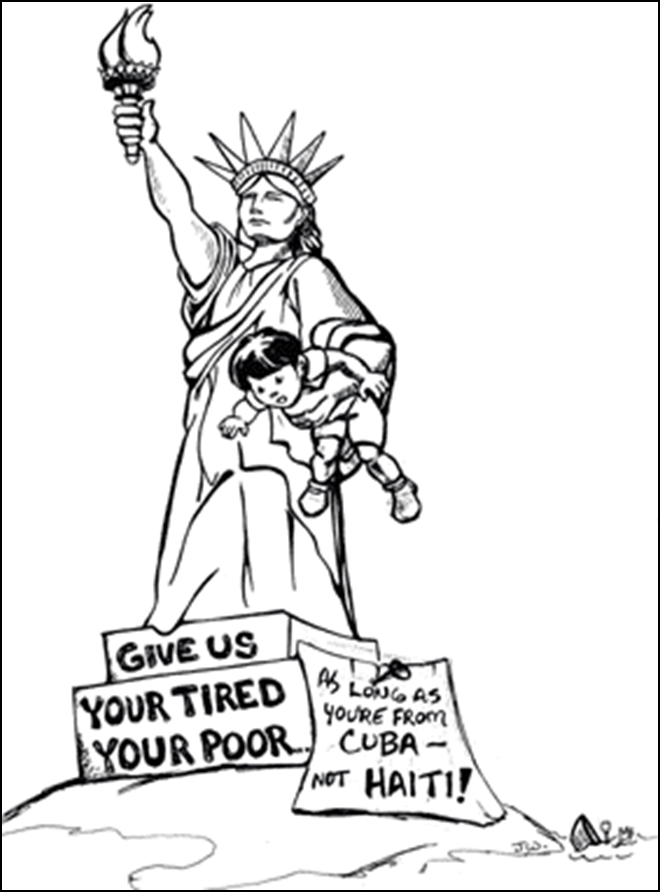 GIVE US
YOUR TIRED
YOUR POOR...
AS LONG AS
YOU'RE FROM
CUBA —
NOT HAITI!
J.W.